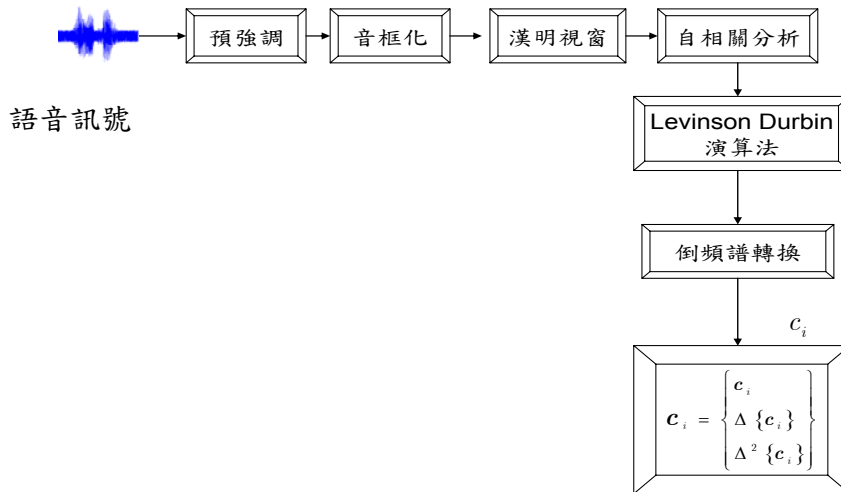 預強調
音框化
漢明視窗
自相關分析
語音訊號
Levinson Durbin
演算法
倒頻譜轉換
c_i
c_i = { c_i
Δ {c_i}
Δ² {c_i} }